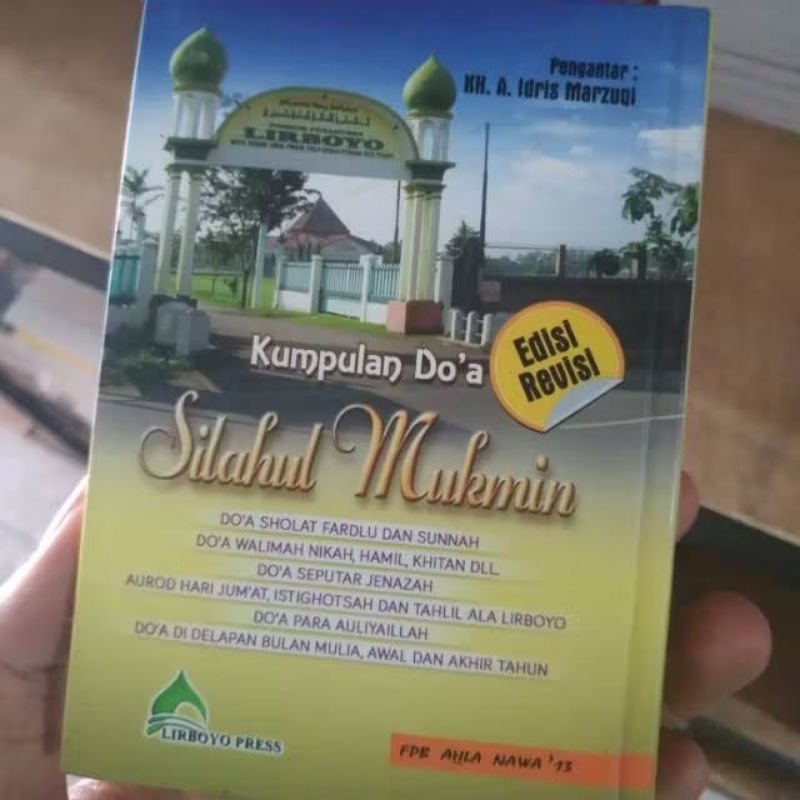 Pengantar :
KH. A. Idris Marzuqi
LIRBOYO
Kumpulan Do'a
Edisi
Revisi
Silahul Mukmin
DO'A SHOLAT FARDLU DAN SUNNAH
DO'A WALIMAH NIKAH, HAMIL, KHITAN DLL.
DO'A SEPUTAR JENAZAH
AUROD HARI JUM'AT, ISTIGHOTSAH DAN TAHLIL ALA LIRBOYO
DO'A PARA AULIYAILLAH
DO'A DI DELAPAN BULAN MULIA, AWAL DAN AKHIR TAHUN
LIRBOYO PRESS
FPB AHLA NAWA '13